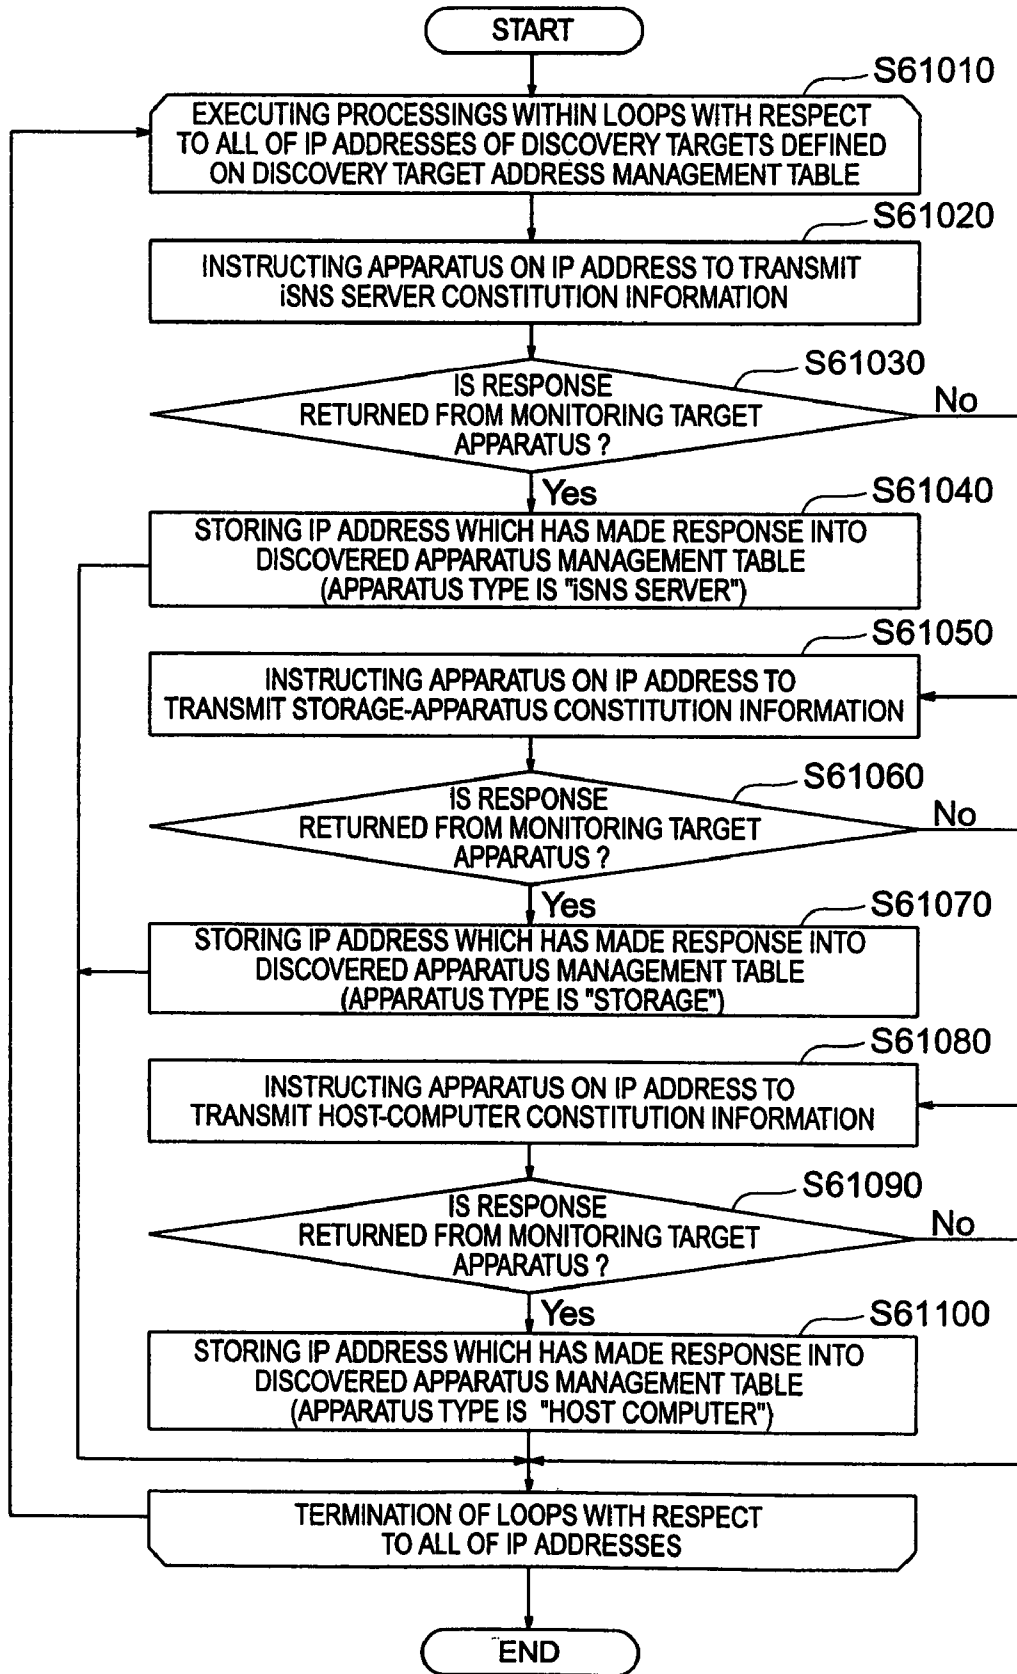 START
S61010
EXECUTING PROCESSINGS WITHIN LOOPS WITH RESPECT
TO ALL OF IP ADDRESSES OF DISCOVERY TARGETS DEFINED
ON DISCOVERY TARGET ADDRESS MANAGEMENT TABLE
S61020
INSTRUCTING APPARATUS ON IP ADDRESS TO TRANSMIT
iSNS SERVER CONSTITUTION INFORMATION
S61030
IS RESPONSE
RETURNED FROM MONITORING TARGET
APPARATUS ?
No
Yes
S61040
STORING IP ADDRESS WHICH HAS MADE RESPONSE INTO
DISCOVERED APPARATUS MANAGEMENT TABLE
(APPARATUS TYPE IS "iSNS SERVER")
S61050
INSTRUCTING APPARATUS ON IP ADDRESS TO
TRANSMIT STORAGE-APPARATUS CONSTITUTION INFORMATION
S61060
IS RESPONSE
RETURNED FROM MONITORING TARGET
APPARATUS ?
No
Yes
S61070
STORING IP ADDRESS WHICH HAS MADE RESPONSE INTO
DISCOVERED APPARATUS MANAGEMENT TABLE
(APPARATUS TYPE IS "STORAGE")
S61080
INSTRUCTING APPARATUS ON IP ADDRESS TO
TRANSMIT HOST-COMPUTER CONSTITUTION INFORMATION
S61090
IS RESPONSE
RETURNED FROM MONITORING TARGET
APPARATUS ?
No
Yes
S61100
STORING IP ADDRESS WHICH HAS MADE RESPONSE INTO
DISCOVERED APPARATUS MANAGEMENT TABLE
(APPARATUS TYPE IS "HOST COMPUTER")
TERMINATION OF LOOPS WITH RESPECT
TO ALL OF IP ADDRESSES
END